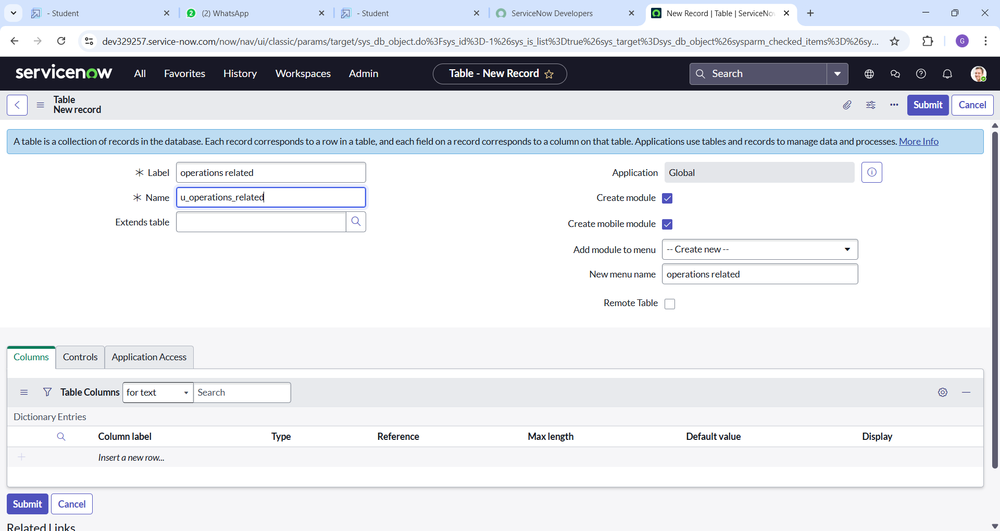 - Student
(2) WhatsApp
- Student
ServiceNow Developers
New Record | Table | ServiceNo
dev329257.service-now.com/now/nav/ui/classic/params/target/sys_db_object.do%3Fsys_id%3D-1%26sys_is_list%3Dtrue%26sys_target%3Dsys_db_object%26sysparm_checked_items%3D%26sy...
G
servicenow
All
Favorites
History
Workspaces
Admin
Table - New Record
Search
Table
New record
Submit
Cancel
A table is a collection of records in the database. Each record corresponds to a row in a table, and each field on a record corresponds to a column on that table. Applications use tables and records to manage data and processes. More Info
Label
operations related
Name
u_operations_related
Extends table
Application
Global
Create module
Create mobile module
Add module to menu
-- Create new --
New menu name
operations related
Remote Table
Columns
Controls
Application Access
Table Columns
for text
Search
Dictionary Entries
Column label
Type
Reference
Max length
Default value
Display
Insert a new row...
Submit
Cancel
Related Links